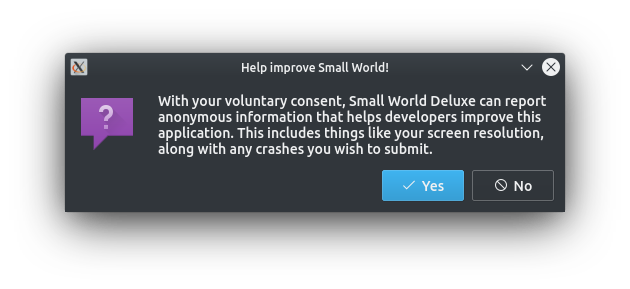 Help improve Small World!
With your voluntary consent, Small World Deluxe can report
anonymous information that helps developers improve this
application. This includes things like your screen resolution,
along with any crashes you wish to submit.
Yes
No